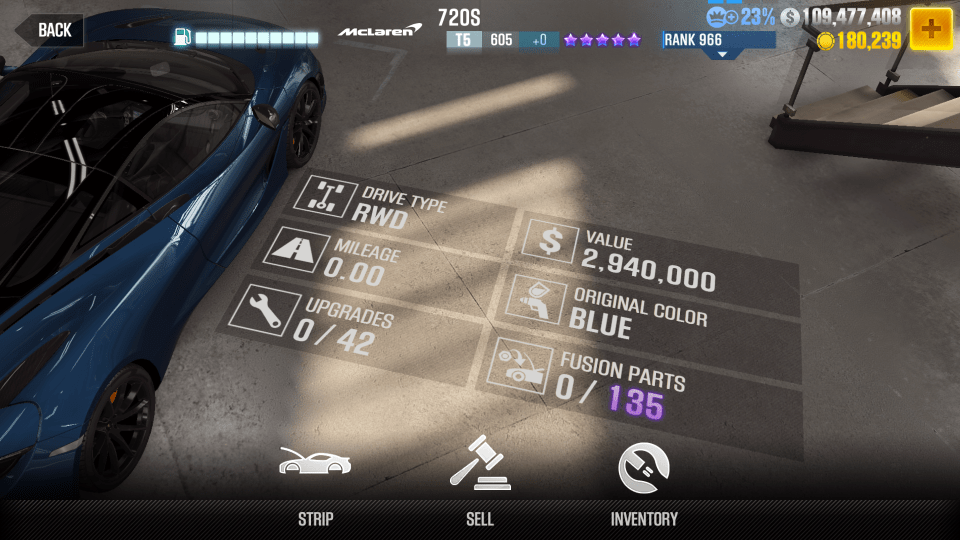 BACK
McLaren
720S
T5 605 +0
23%
109,477,408
RANK 966
180,239
DRIVE TYPE
RWD
MILEAGE
0.00
UPGRADES
0 / 42
VALUE
2,940,000
ORIGINAL COLOR
BLUE
FUSION PARTS
0 / 135
STRIP
SELL
INVENTORY